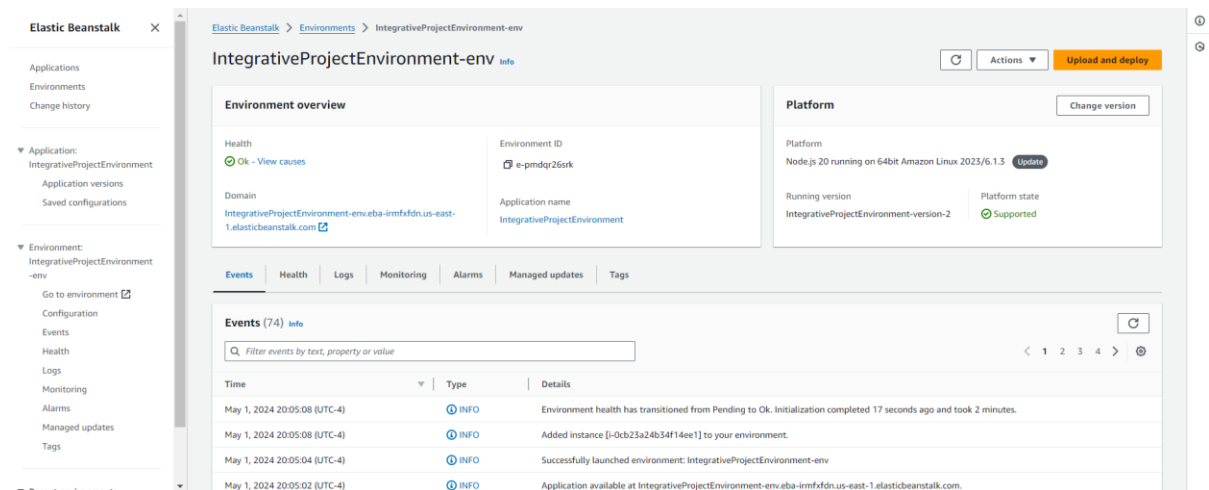 Elastic Beanstalk
Applications
Environments
Change history
Application:
IntegrativeProjectEnvironment
Application versions
Saved configurations
Environment:
IntegrativeProjectEnvironment
-env
Go to environment
Configuration
Events
Health
Logs
Monitoring
Alarms
Managed updates
Tags
Elastic Beanstalk > Environments > IntegrativeProjectEnvironment-env
IntegrativeProjectEnvironment-env Info
Actions Upload and deploy
Environment overview
Health
Ok - View causes
Domain
IntegrativeProjectEnvironment-env.eba-irmfxfdn.us-east-
1.elasticbeanstalk.com
Environment ID
e-pmdqr26srk
Application name
IntegrativeProjectEnvironment
Platform Change version
Platform
Node.js 20 running on 64bit Amazon Linux 2023/6.1.3 Update
Running version
IntegrativeProjectEnvironment-version-2
Platform state
Supported
Events Health Logs Monitoring Alarms Managed updates Tags
Events (74) Info
Filter events by text, property or value
< 1 2 3 4 >
Time Type Details
May 1, 2024 20:05:08 (UTC-4) INFO Environment health has transitioned from Pending to Ok. Initialization completed 17 seconds ago and took 2 minutes.
May 1, 2024 20:05:08 (UTC-4) INFO Added instance [i-0cb23a24b34f14ee1] to your environment.
May 1, 2024 20:05:04 (UTC-4) INFO Successfully launched environment: IntegrativeProjectEnvironment-env
May 1, 2024 20:05:02 (UTC-4) INFO Application available at IntegrativeProjectEnvironment-env.eba-irmfxfdn.us-east-1.elasticbeanstalk.com.